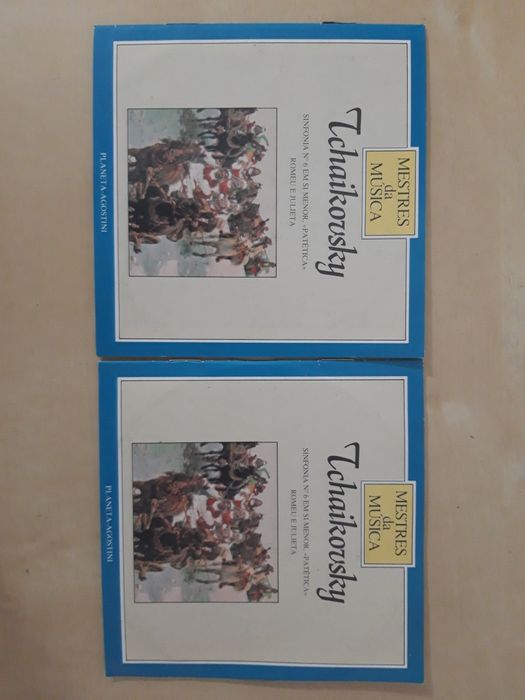 MESTRES
da
MÚSICA
Tchaikovsky
SINFONIA Nº 6 EM SI MENOR, «PATÉTICA»
ROMEU E JULIETA
PLANETA-AGOSTINI
MESTRES
da
MÚSICA
Tchaikovsky
SINFONIA Nº 6 EM SI MENOR, «PATÉTICA»
ROMEU E JULIETA
PLANETA-AGOSTINI